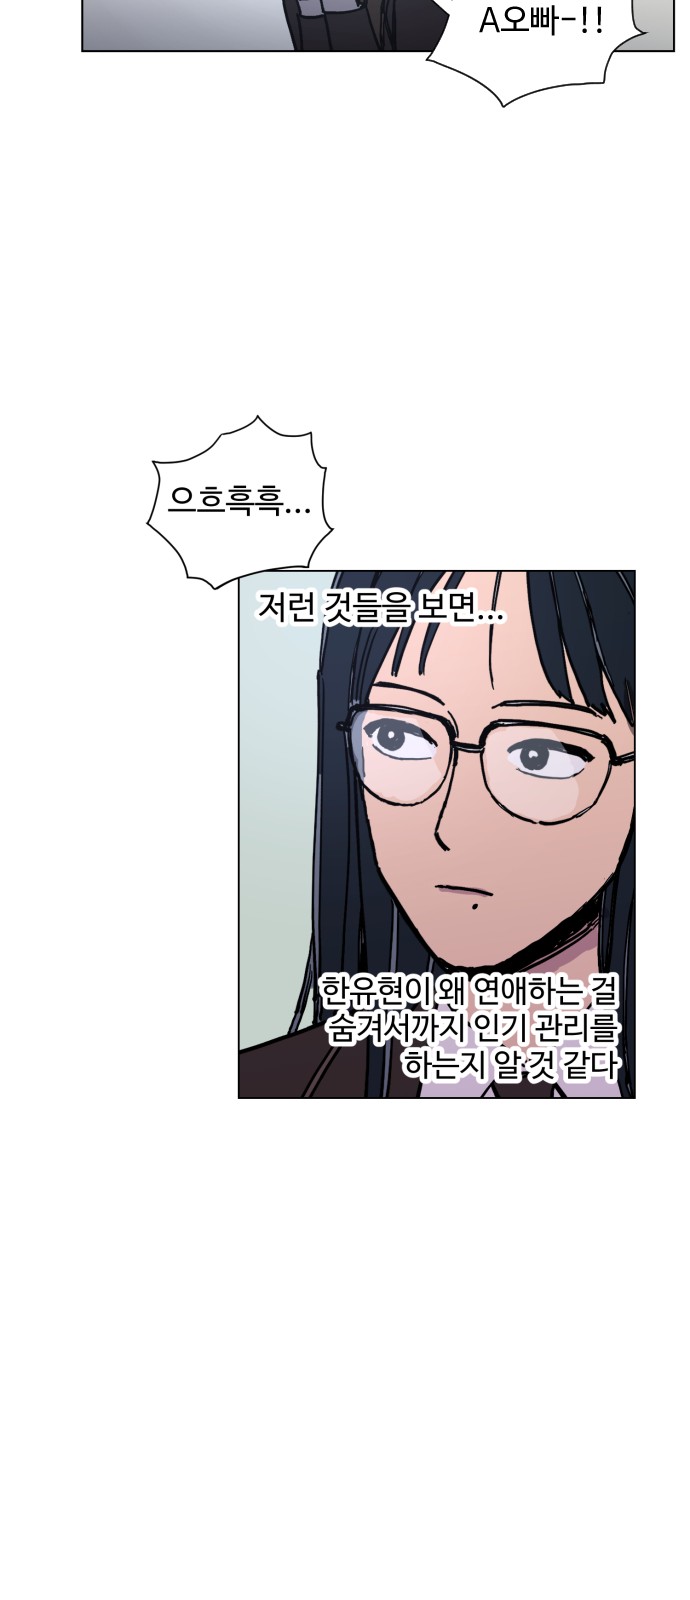 A오빠-!!
으흐흑흑...
저런 것들을 보면...
한유현이 왜 연애하는 걸
숨겨서까지 인기 관리를
하는지 알 것 같다